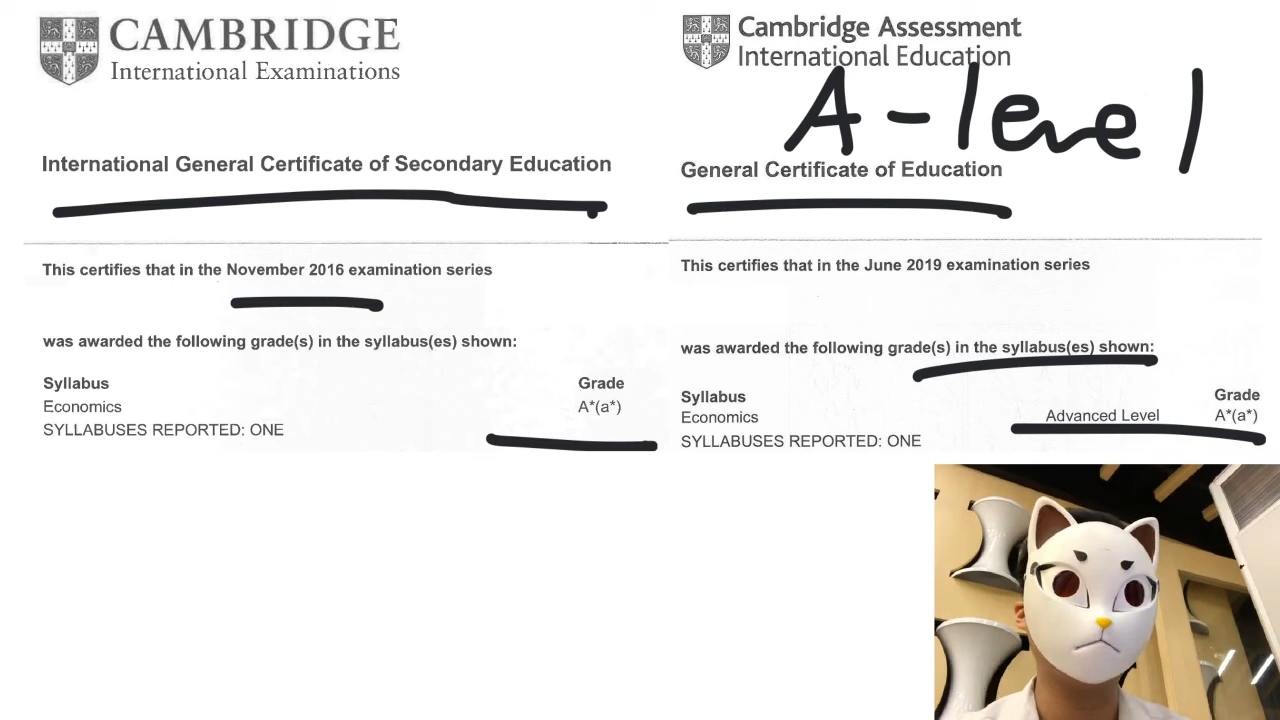 CAMBRIDGE
International Examinations
International General Certificate of Secondary Education
This certifies that in the November 2016 examination series
was awarded the following grade(s) in the syllabus(es) shown:
Syllabus Grade
Economics A*(a*)
SYLLABUSES REPORTED: ONE
Cambridge Assessment
International Education
A-level
General Certificate of Education
This certifies that in the June 2019 examination series
was awarded the following grade(s) in the syllabus(es) shown:
Syllabus Grade
Economics Advanced Level A*(a*)
SYLLABUSES REPORTED: ONE